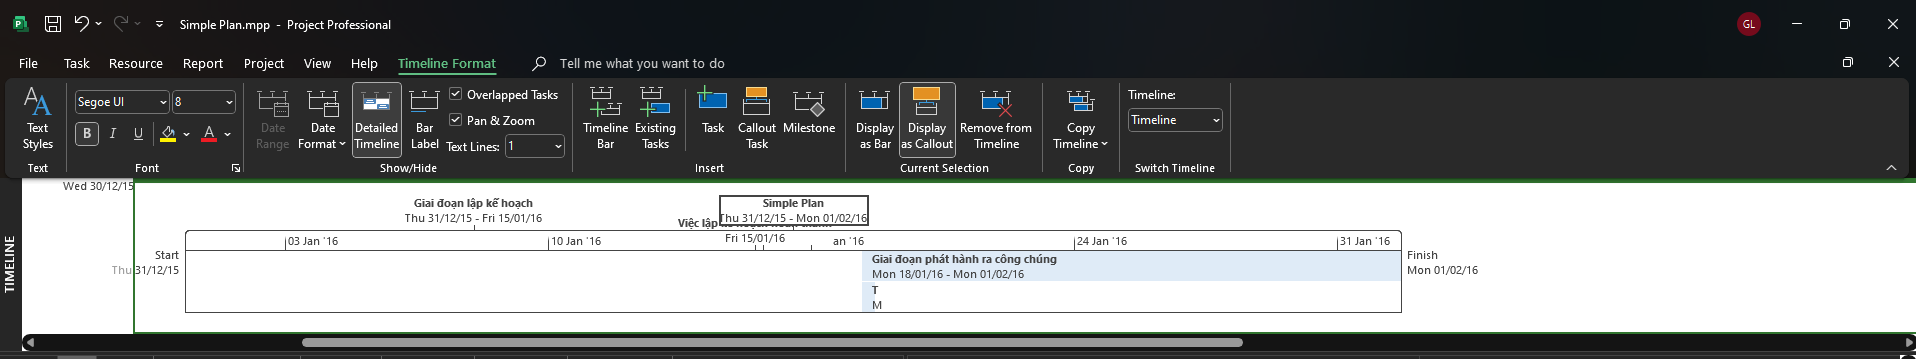 Simple Plan.mpp - Project Professional
GL
File Task Resource Report Project View Help Timeline Format Tell me what you want to do
Segoe UI 8
Text Styles
B I U A
Text
Font
Date Range
Date Format
Detailed Timeline
Bar Label
Overlapped Tasks
Pan & Zoom
Text Lines: 1
Show/Hide
Timeline Bar
Existing Tasks
Task
Callout Task
Milestone
Insert
Display as Bar
Display as Callout
Remove from Timeline
Current Selection
Copy Timeline
Copy
Timeline:
Timeline
Switch Timeline
TIMELINE
Wed 30/12/15
Giai đoạn lập kế hoạch
Thu 31/12/15 - Fri 15/01/16
Simple Plan
Thu 31/12/15 - Mon 01/02/16
Việc lập
Fri 15/01/16
03 Jan '16 10 Jan '16 an '16 24 Jan '16 31 Jan '16
Start
Thu 31/12/15
Giai đoạn phát hành ra công chúng
Mon 18/01/16 - Mon 01/02/16
T
M
Finish
Mon 01/02/16